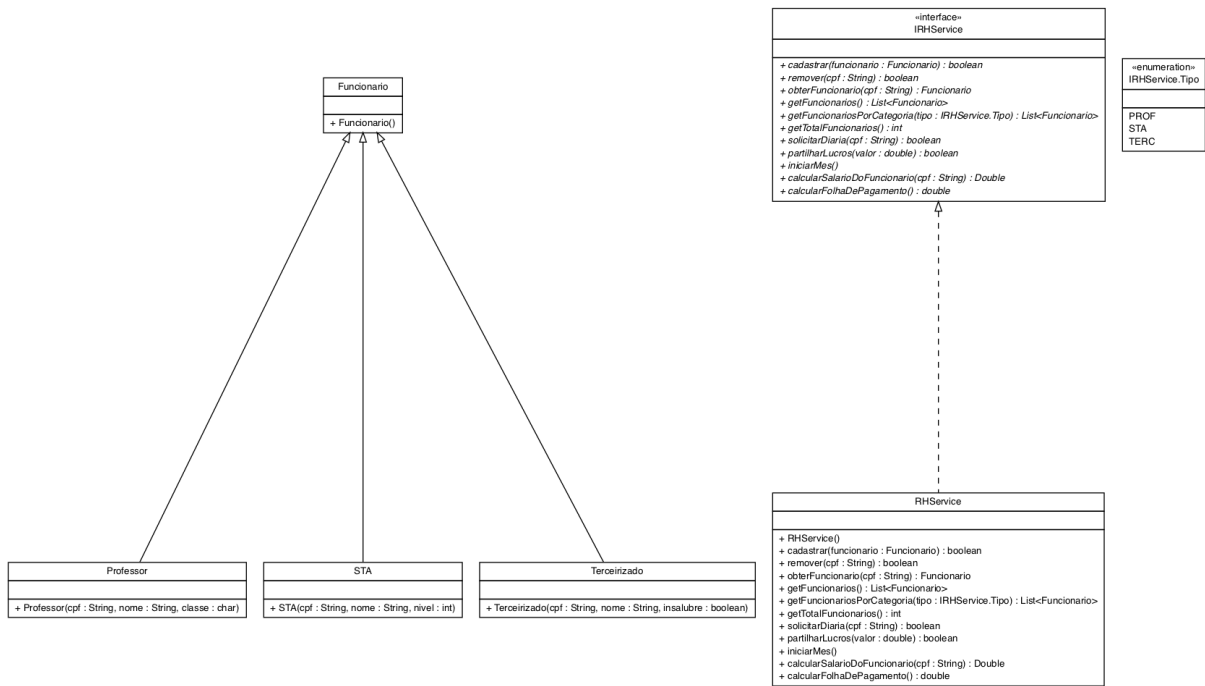 Funcionario
+ Funcionario()
Professor
+ Professor(cpf : String, nome : String, classe : char)
STA
+ STA(cpf : String, nome : String, nivel : int)
Terceirizado
+ Terceirizado(cpf : String, nome : String, insalubre : boolean)
«interface»
IRHService
+ cadastrar(funcionario : Funcionario) : boolean
+ remover(cpf : String) : boolean
+ obterFuncionario(cpf : String) : Funcionario
+ getFuncionarios() : List<Funcionario>
+ getFuncionariosPorCategoria(tipo : IRHService.Tipo) : List<Funcionario>
+ getTotalFuncionarios() : int
+ solicitarDiaria(cpf : String) : boolean
+ partilharLucros(valor : double) : boolean
+ iniciarMes()
+ calcularSalarioDoFuncionario(cpf : String) : Double
+ calcularFolhaDePagamento() : double
«enumeration»
IRHService.Tipo
PROF
STA
TERC
RHService
+ RHService()
+ cadastrar(funcionario : Funcionario) : boolean
+ remover(cpf : String) : boolean
+ obterFuncionario(cpf : String) : Funcionario
+ getFuncionarios() : List<Funcionario>
+ getFuncionariosPorCategoria(tipo : IRHService.Tipo) : List<Funcionario>
+ getTotalFuncionarios() : int
+ solicitarDiaria(cpf : String) : boolean
+ partilharLucros(valor : double) : boolean
+ iniciarMes()
+ calcularSalarioDoFuncionario(cpf : String) : Double
+ calcularFolhaDePagamento() : double